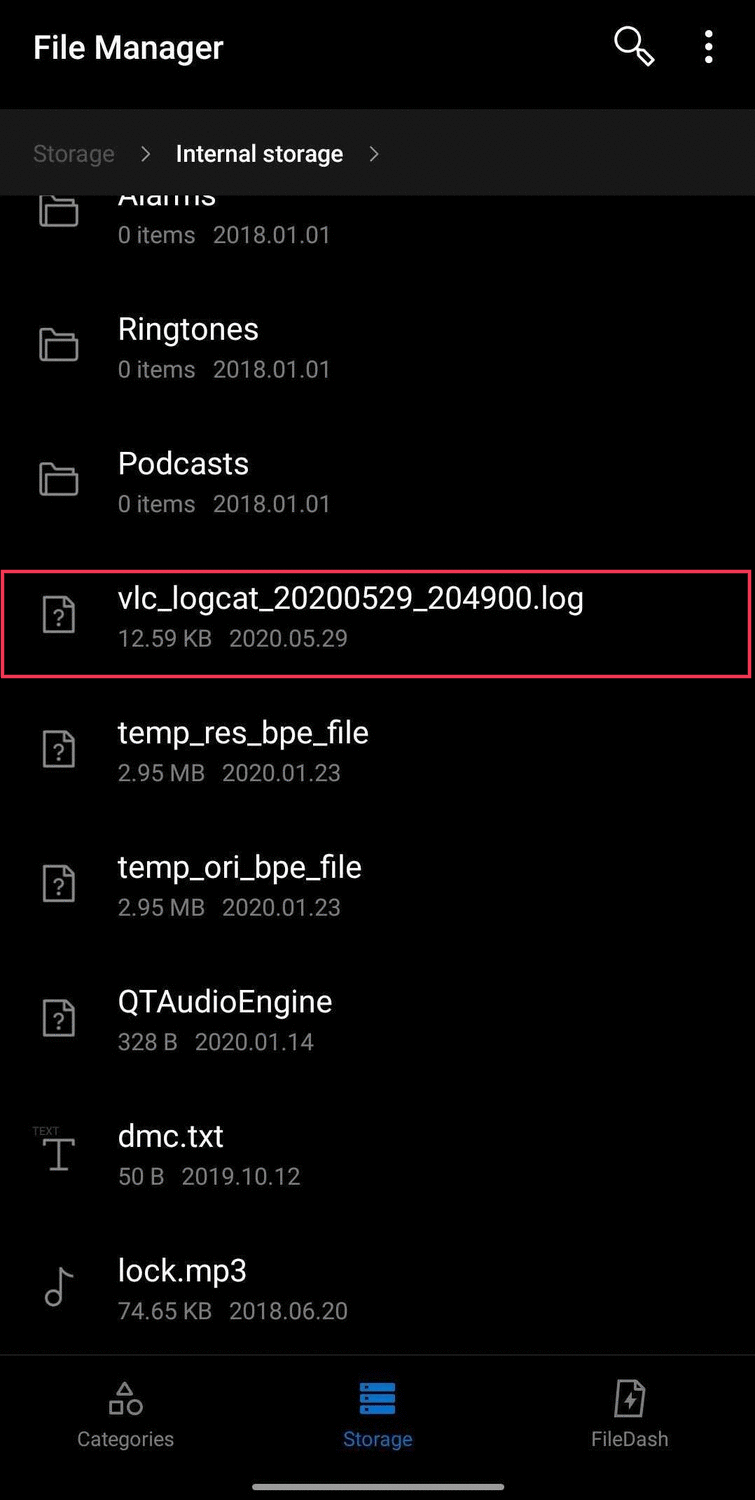 File Manager
Storage > Internal storage >
Alarms
0 items 2018.01.01
Ringtones
0 items 2018.01.01
Podcasts
0 items 2018.01.01
vlc_logcat_20200529_204900.log
12.59 KB 2020.05.29
temp_res_bpe_file
2.95 MB 2020.01.23
temp_ori_bpe_file
2.95 MB 2020.01.23
QTAudioEngine
328 B 2020.01.14
TEXT
dmc.txt
50 B 2019.10.12
lock.mp3
74.65 KB 2018.06.20
Categories Storage FileDash